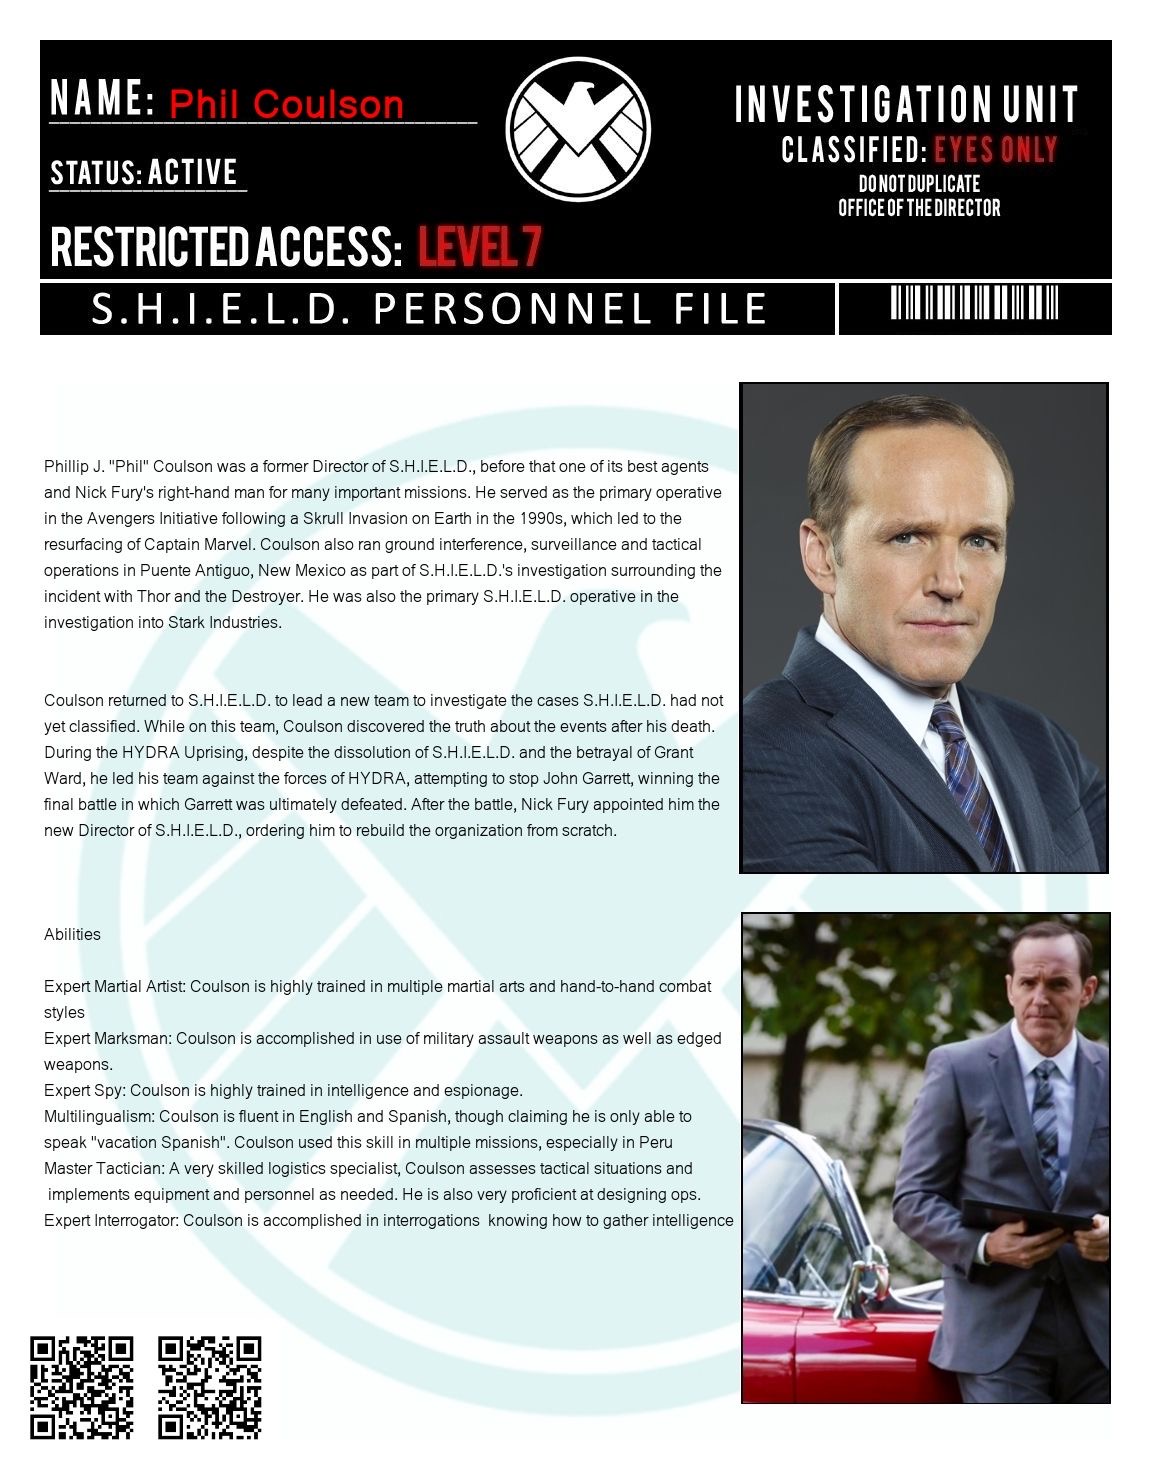 NAME: Phil Coulson
STATUS: ACTIVE
RESTRICTED ACCESS: LEVEL 7
INVESTIGATION UNIT
CLASSIFIED: EYES ONLY
DO NOT DUPLICATE
OFFICE OF THE DIRECTOR
S.H.I.E.L.D. PERSONNEL FILE
Phillip J. "Phil" Coulson was a former Director of S.H.I.E.L.D., before that one of its best agents
and Nick Fury's right-hand man for many important missions. He served as the primary operative
in the Avengers Initiative following a Skrull Invasion on Earth in the 1990s, which led to the
resurfacing of Captain Marvel. Coulson also ran ground interference, surveillance and tactical
operations in Puente Antiguo, New Mexico as part of S.H.I.E.L.D.'s investigation surrounding the
incident with Thor and the Destroyer. He was also the primary S.H.I.E.L.D. operative in the
investigation into Stark Industries.
Coulson returned to S.H.I.E.L.D. to lead a new team to investigate the cases S.H.I.E.L.D. had not
yet classified. While on this team, Coulson discovered the truth about the events after his death.
During the HYDRA Uprising, despite the dissolution of S.H.I.E.L.D. and the betrayal of Grant
Ward, he led his team against the forces of HYDRA, attempting to stop John Garrett, winning the
final battle in which Garrett was ultimately defeated. After the battle, Nick Fury appointed him the
new Director of S.H.I.E.L.D., ordering him to rebuild the organization from scratch.
Abilities
Expert Martial Artist: Coulson is highly trained in multiple martial arts and hand-to-hand combat
styles
Expert Marksman: Coulson is accomplished in use of military assault weapons as well as edged
weapons.
Expert Spy: Coulson is highly trained in intelligence and espionage.
Multilingualism: Coulson is fluent in English and Spanish, though claiming he is only able to
speak "vacation Spanish". Coulson used this skill in multiple missions, especially in Peru
Master Tactician: A very skilled logistics specialist, Coulson assesses tactical situations and
implements equipment and personnel as needed. He is also very proficient at designing ops.
Expert Interrogator: Coulson is accomplished in interrogations knowing how to gather intelligence